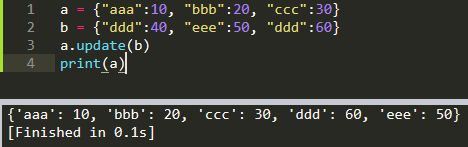 1 a = {"aaa":10, "bbb":20, "ccc":30}
2 b = {"ddd":40, "eee":50, "ddd":60}
3 a.update(b)
4 print(a)
{'aaa': 10, 'bbb': 20, 'ccc': 30, 'ddd': 60, 'eee': 50}
[Finished in 0.1s]